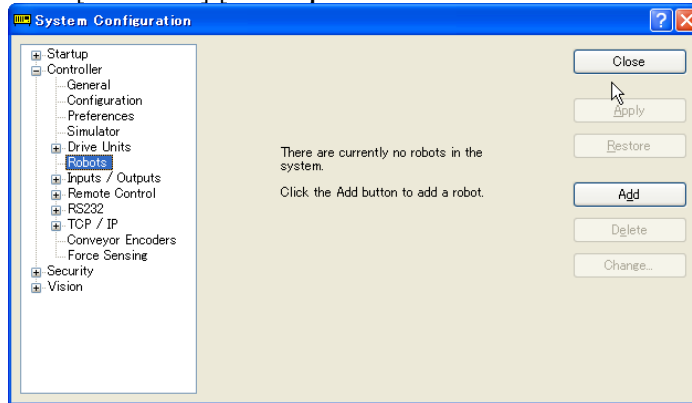 System Configuration
Startup
Controller
General
Configuration
Preferences
Simulator
Drive Units
Robots
Inputs / Outputs
Remote Control
RS232
TCP / IP
Conveyor Encoders
Force Sensing
Security
Vision
There are currently no robots in the
system.
Click the Add button to add a robot.
Close
Apply
Restore
Add
Delete
Change...